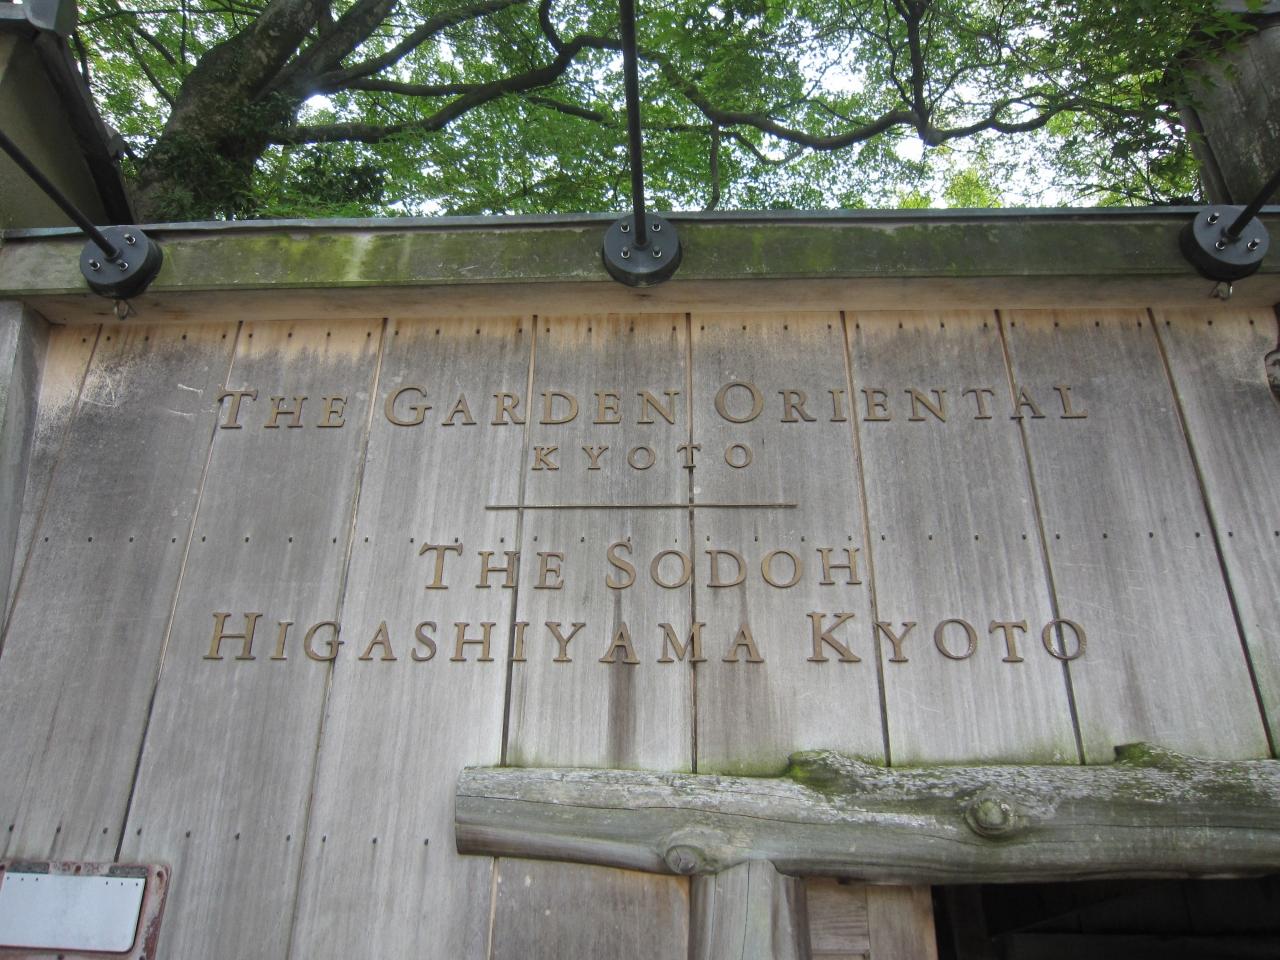 THE GARDEN ORIENTAL
KYOTO
THE SODOH
HIGASHIYAMA KYOTO